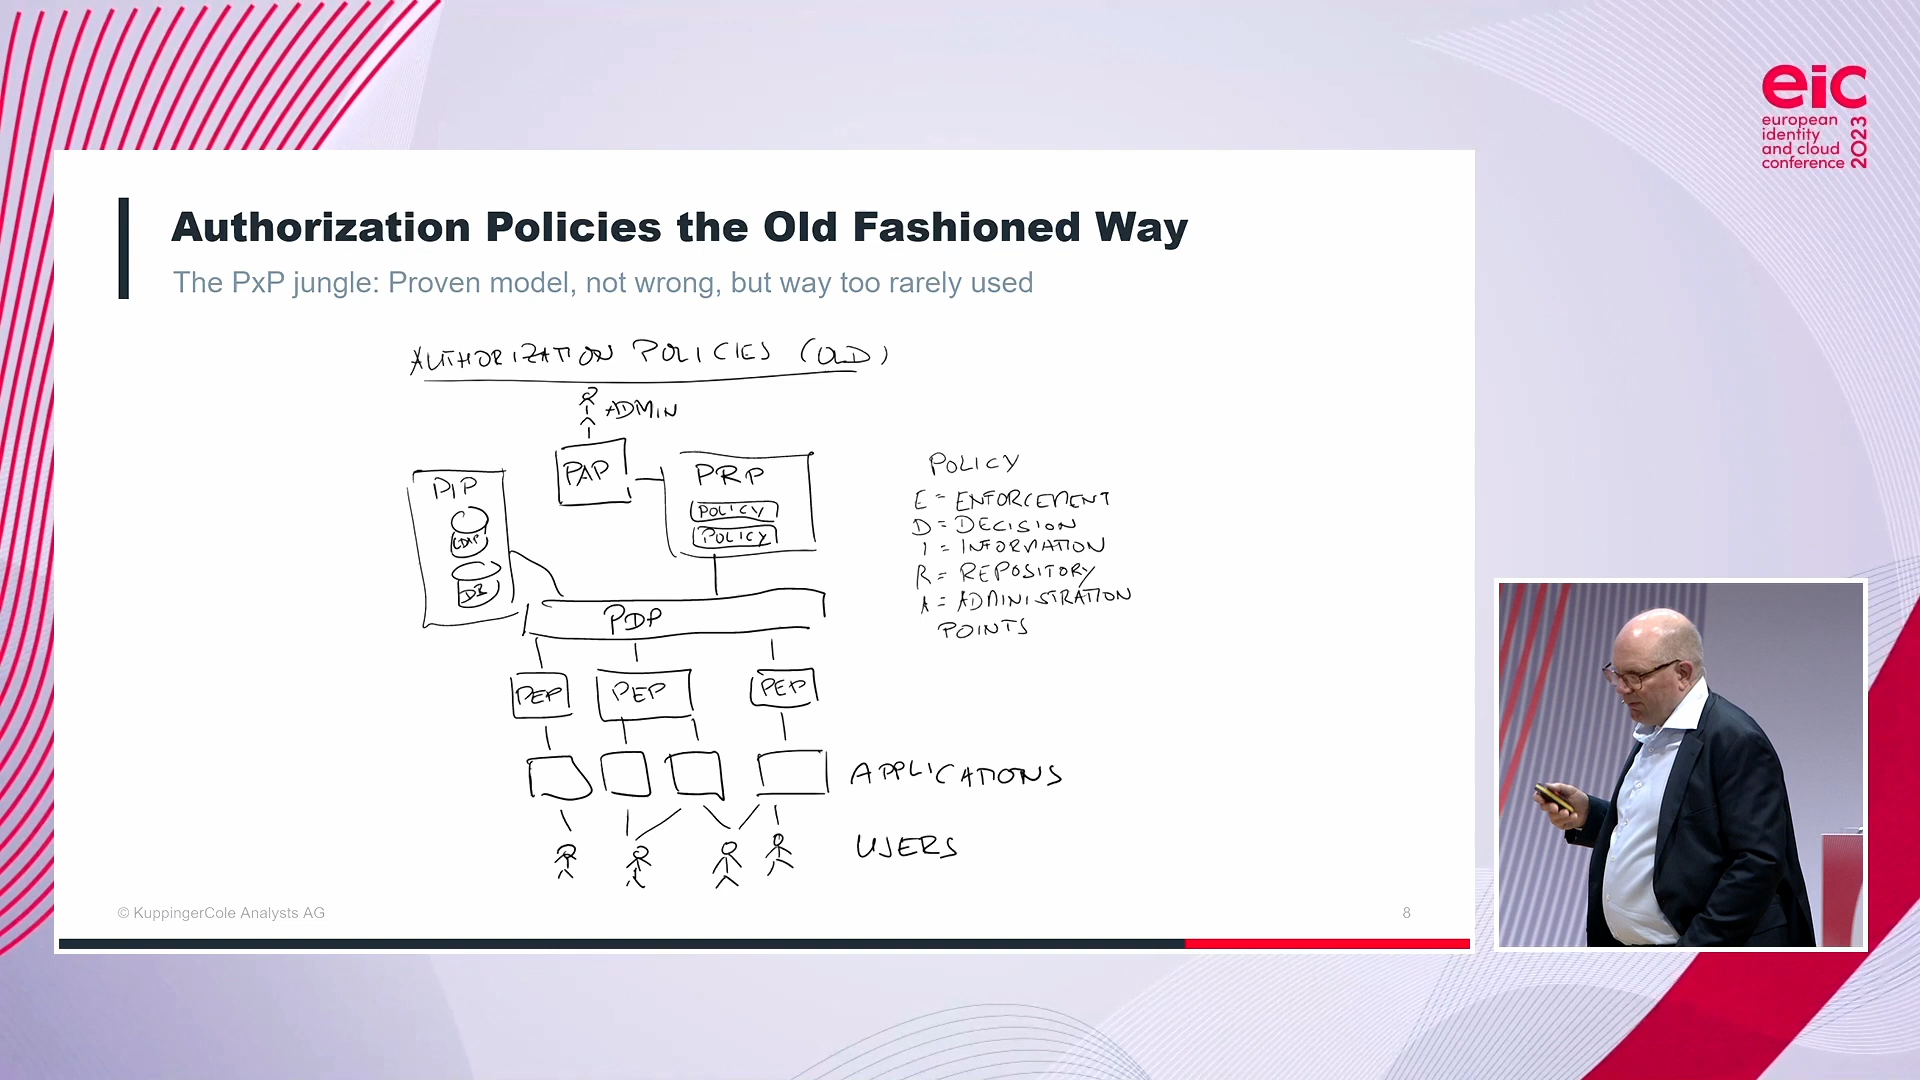 eic
european
identity
and cloud
conference
2023
Authorization Policies the Old Fashioned Way
The PxP jungle: Proven model, not wrong, but way too rarely used
AUTHORIZATION POLICIES (OLD)
ADMIN
PAP
PRP
POLICY
POLICY
PIP
LDAP
DB
PDP
PEP
PEP
PEP
APPLICATIONS
USERS
POLICY
E = ENFORCEMENT
D = DECISION
I = INFORMATION
R = REPOSITORY
A = ADMINISTRATION
POINTS
© KuppingerCole Analysts AG
8